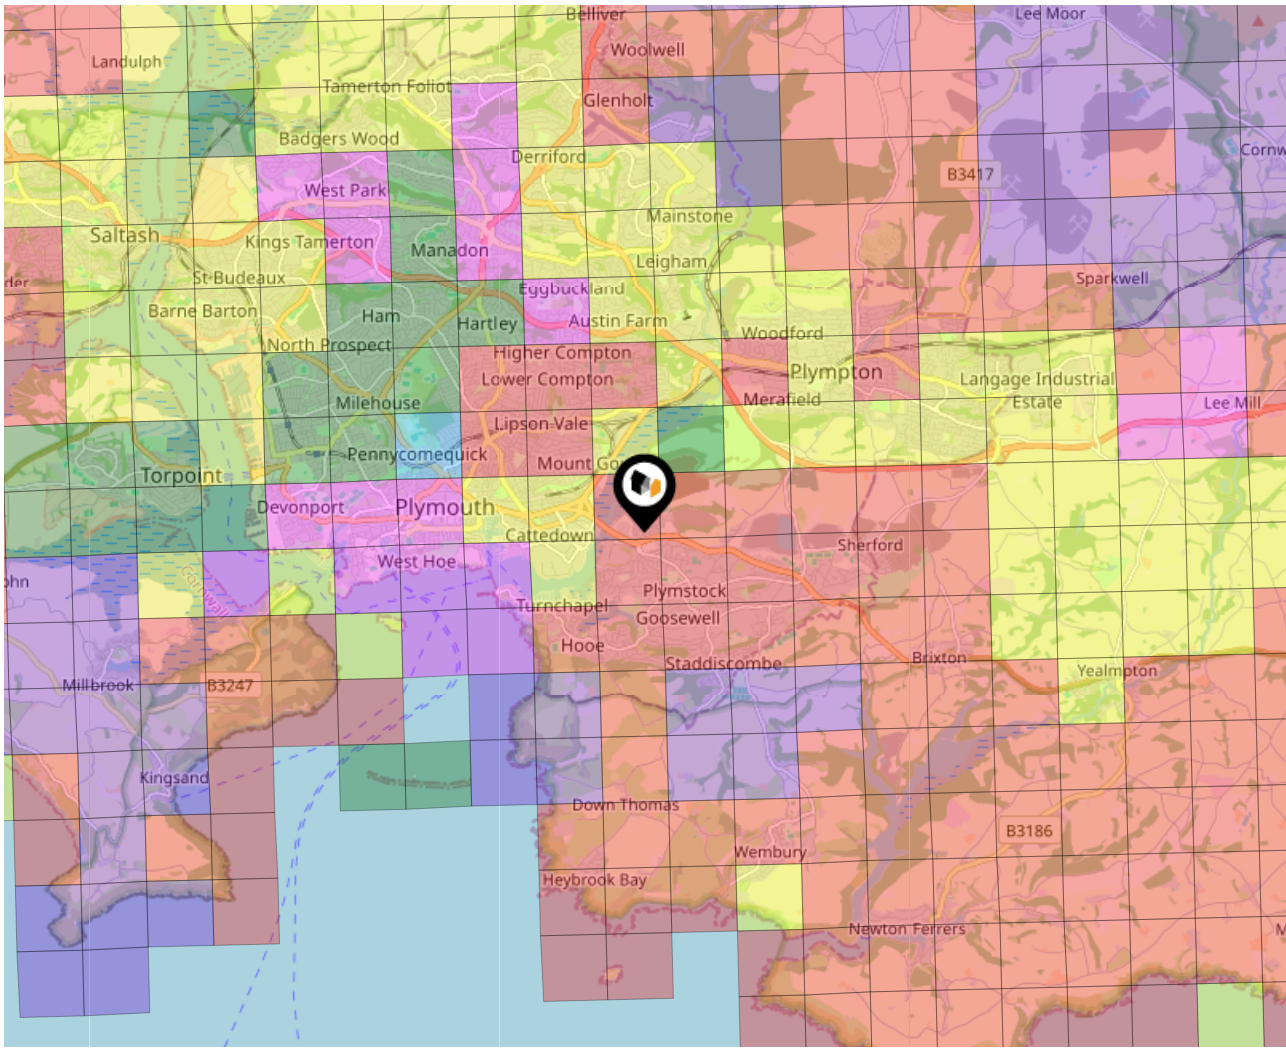 Belliver
Lee Moor
Woolwell
Landulph
Tamerton Foliot
Glenholt
Badgers Wood
Derriford
Cornw
B3417
West Park
Mainstone
Saltash
Kings Tamerton
Manadon
Leigham
der
St Budeaux
Sparkwell
Eggbuckland
Barne Barton
Ham
Hartley
Austin Farm
Woodford
North Prospect
Higher Compton
Lower Compton
Plympton
Langage Industrial
Estate
Milehouse
Merafield
Lee Mill
Lipson Vale
Pennycomequick
Mount Go
Torpoint
Devonport
Plymouth
Cattedown
Sherford
West Hoe
ohn
Cornwall
Plymstock
Turnchapel
Goosewell
Hooe
Staddiscombe
Brixton
Yealmpton
Millbrook
B3247
Kingsand
Down Thomas
B3186
Wembury
Heybrook Bay
Newton Ferrers
M